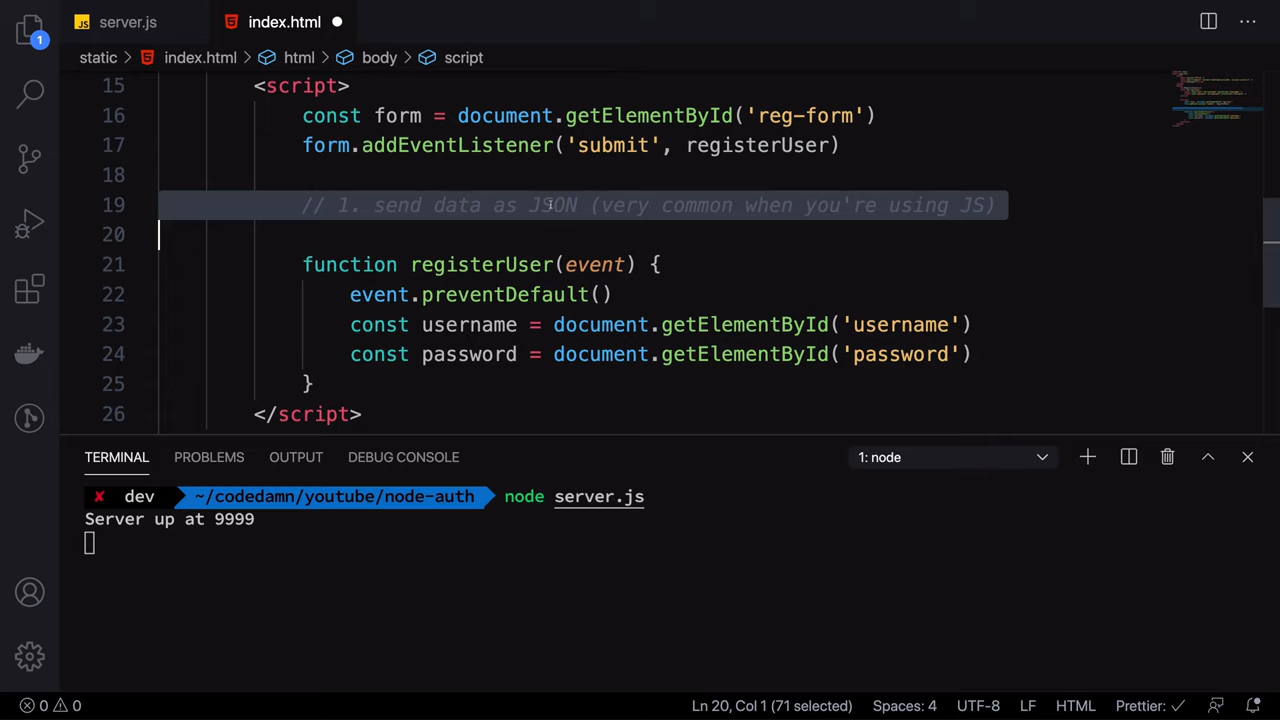 JS server.js index.html
1
static index.html html body script
15 <script>
16 const form = document.getElementById('reg-form')
17 form.addEventListener('submit', registerUser)
18
19 // 1. send data as JSON (very common when you're using JS)
20
21 function registerUser(event) {
22 event.preventDefault()
23 const username = document.getElementById('username')
24 const password = document.getElementById('password')
25 }
26 </script>
TERMINAL PROBLEMS OUTPUT DEBUG CONSOLE 1: node
dev ~/codedamn/youtube/node-auth node server.js
Server up at 9999
0 0 Ln 20, Col 1 (71 selected) Spaces: 4 UTF-8 LF HTML Prettier: